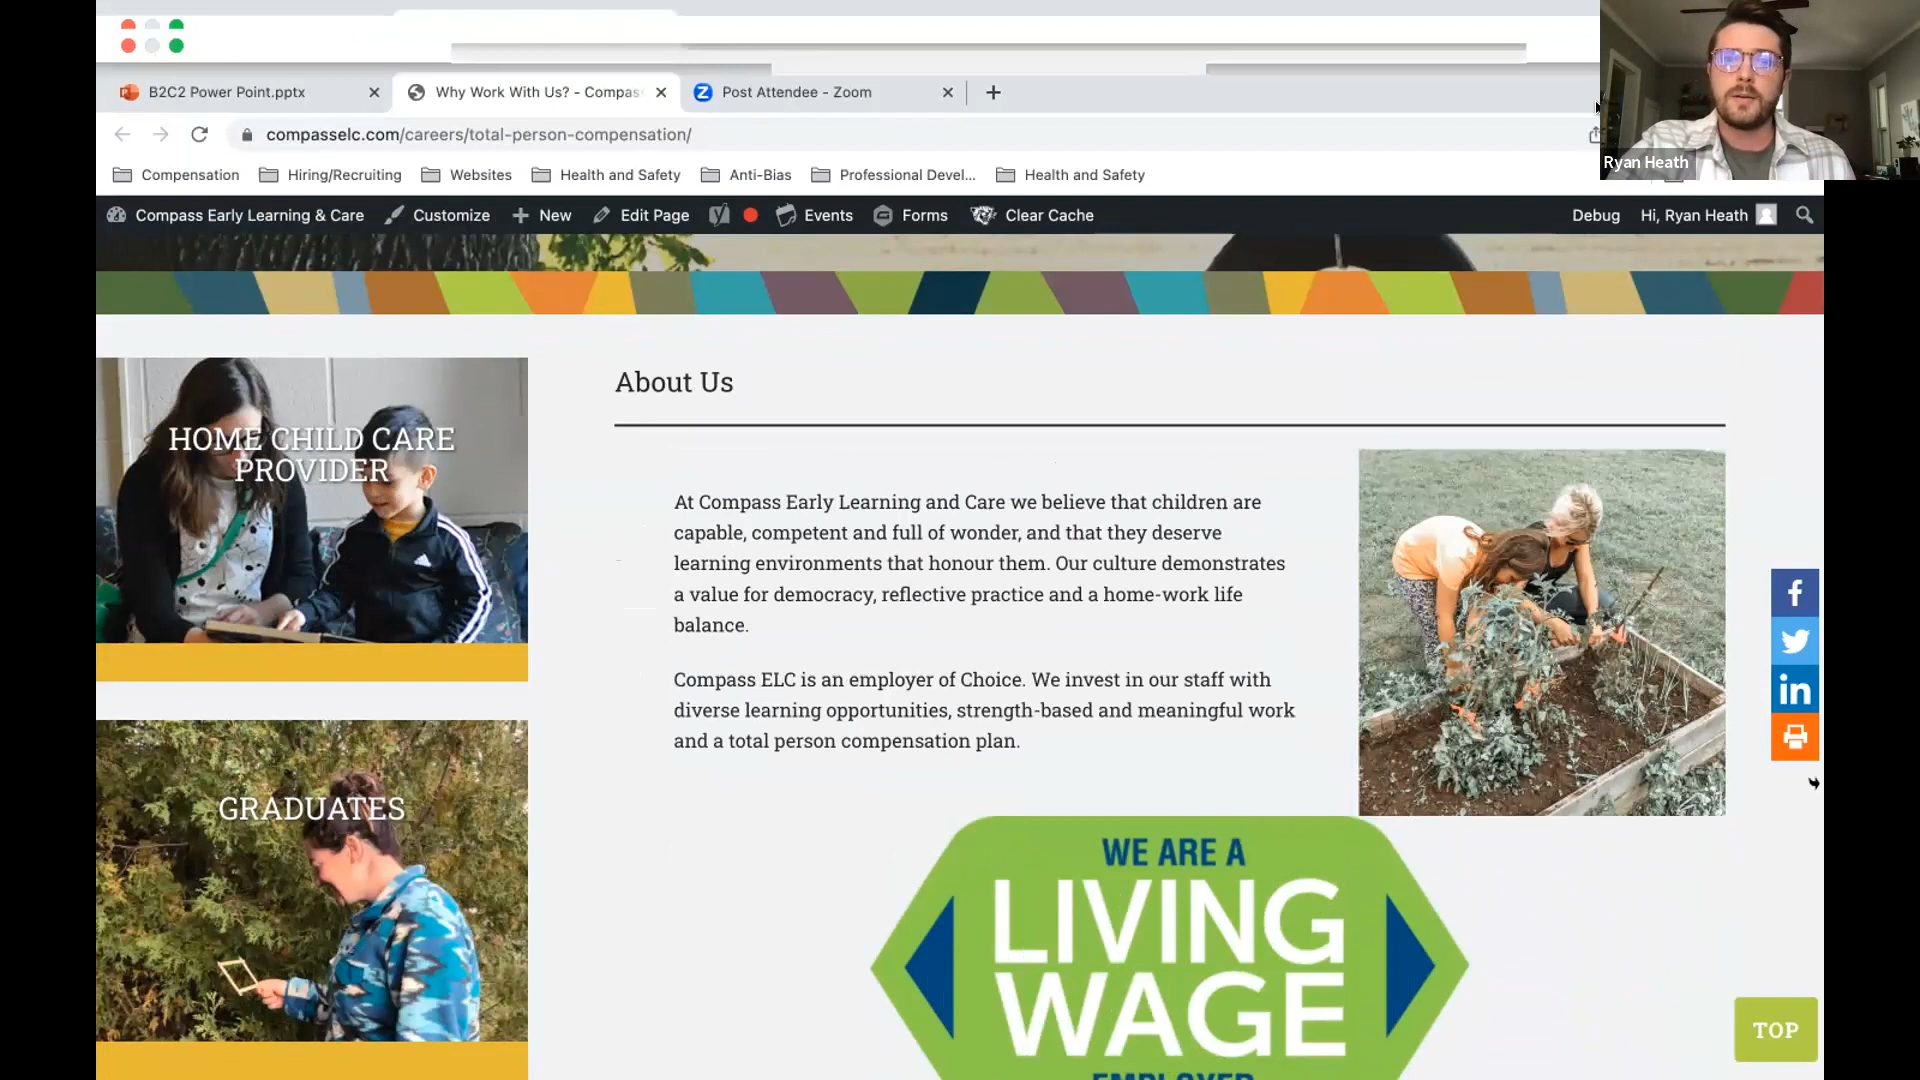 B2C2 Power Point.pptx
Why Work With Us? - Compas
Post Attendee - Zoom
compasselc.com/careers/total-person-compensation/
Compensation
Hiring/Recruiting
Websites
Health and Safety
Anti-Bias
Professional Devel...
Health and Safety
Ryan Heath
Compass Early Learning & Care
Customize
New
Edit Page
Events
Forms
Clear Cache
Debug
Hi, Ryan Heath
HOME CHILD CARE
PROVIDER
GRADUATES
About Us
At Compass Early Learning and Care we believe that children are
capable, competent and full of wonder, and that they deserve
learning environments that honour them. Our culture demonstrates
a value for democracy, reflective practice and a home-work life
balance.
Compass ELC is an employer of Choice. We invest in our staff with
diverse learning opportunities, strength-based and meaningful work
and a total person compensation plan.
WE ARE A
LIVING
WAGE
EMPLOYER
TOP